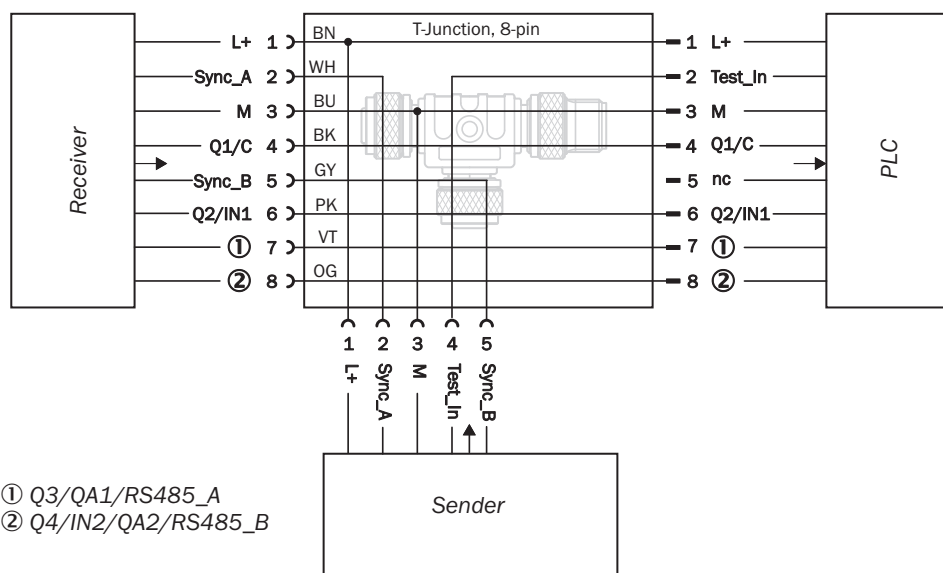 T-Junction, 8-pin
L+ 1 BN 1 L+
Sync_A 2 WH 2 Test_In
M 3 BU 3 M
Q1/C 4 BK 4 Q1/C
Sync_B 5 GY 5 nc
Q2/IN1 6 PK 6 Q2/IN1
① 7 VT 7 ①
② 8 OG 8 ②
Receiver
PLC
1 2 3 4 5
L+ Sync_A M Test_In Sync_B
Sender
① Q3/QA1/RS485_A
② Q4/IN2/QA2/RS485_B